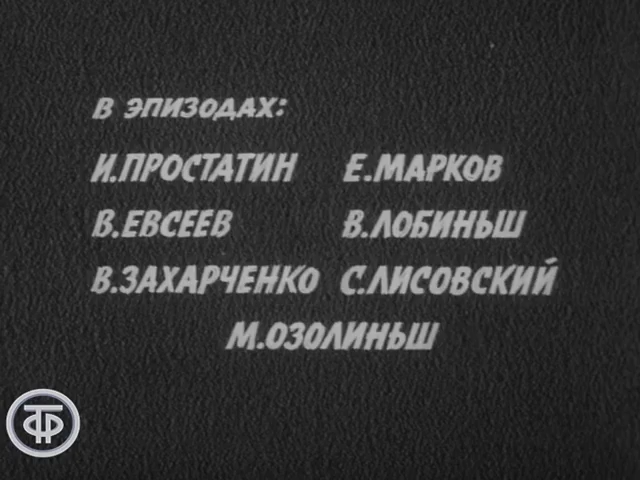 В ЭПИЗОДАХ:
И.ПРОСТАТИН Е.МАРКОВ
В.ЕВСЕЕВ В.ЛОБИНЬШ
В.ЗАХАРЧЕНКО С.ЛИСОВСКИЙ
М.ОЗОЛИНЬШ